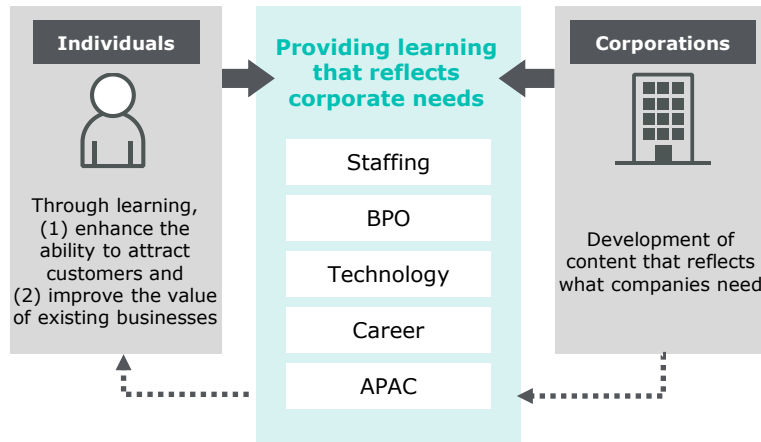 Individuals
Through learning,
(1) enhance the
ability to attract
customers and
(2) improve the value
of existing businesses
Providing learning
that reflects
corporate needs
Staffing
BPO
Technology
Career
APAC
Corporations
Development of
content that reflects
what companies need